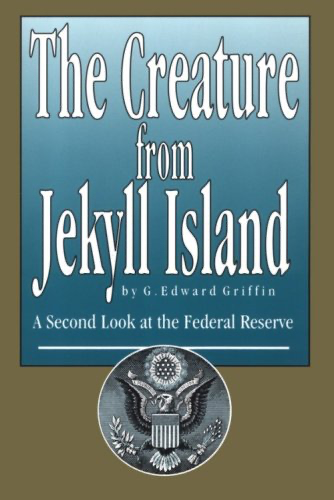 The Creature
from
Jekyll Island
by G. Edward Griffin
A Second Look at the Federal Reserve